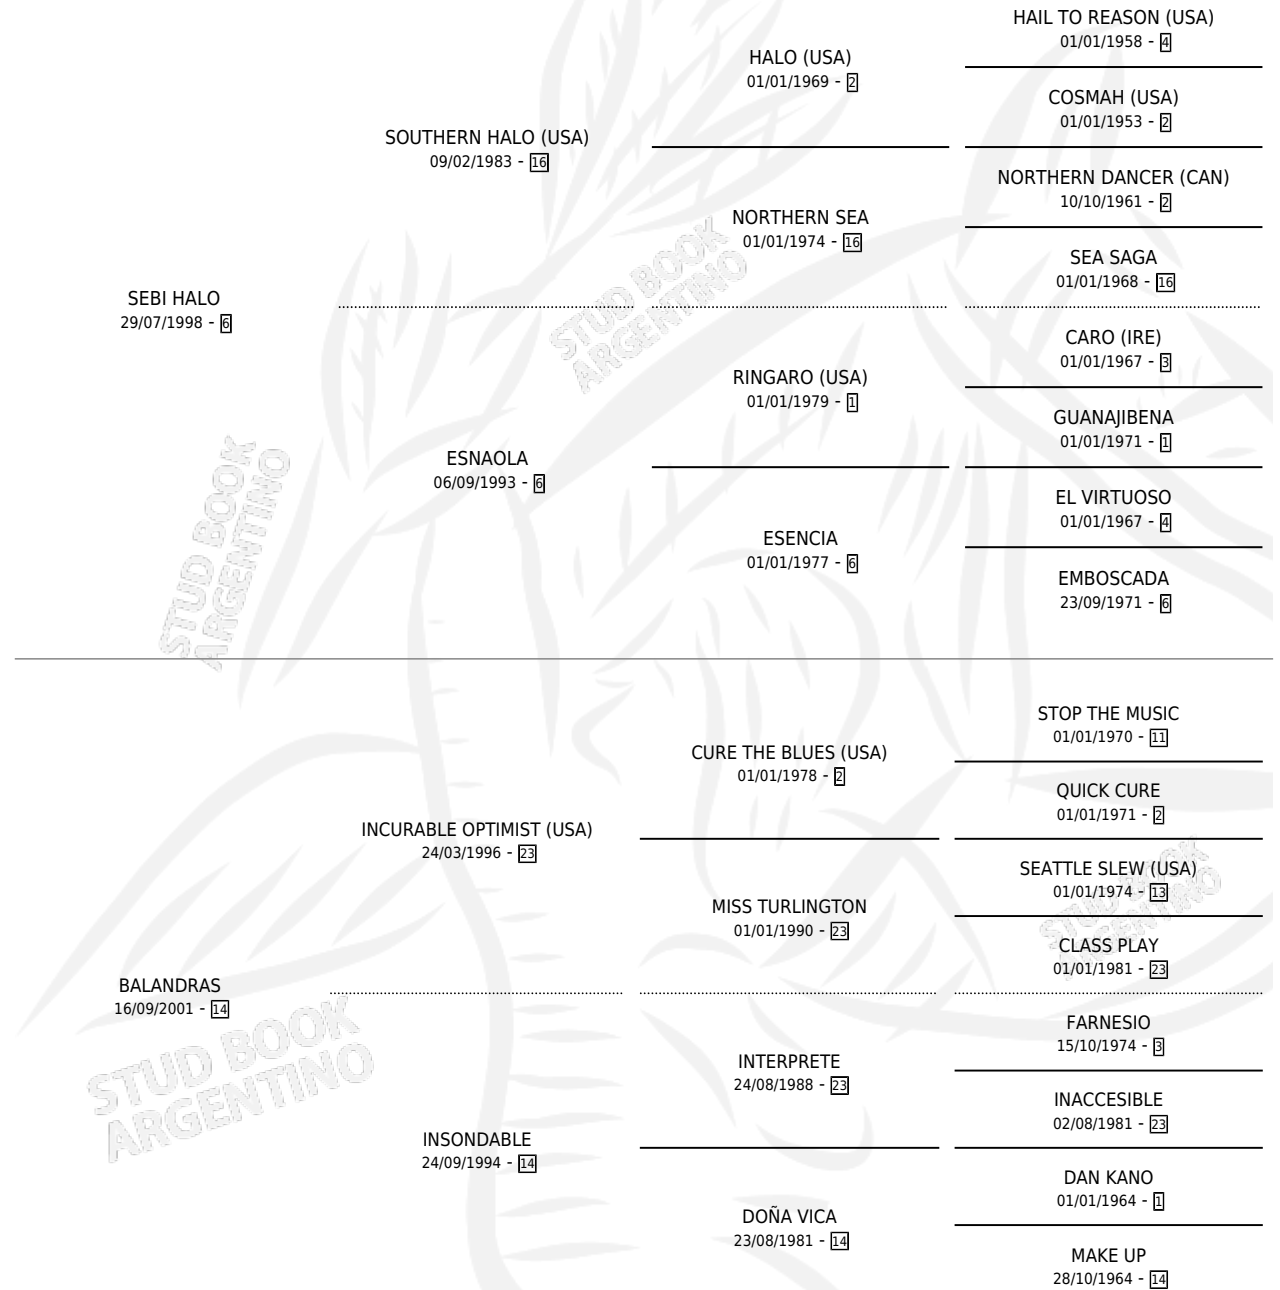 HAIL TO REASON (USA)
01/01/1958 - 4
HALO (USA)
01/01/1969 - 2
COSMAH (USA)
01/01/1953 - 2
SOUTHERN HALO (USA)
09/02/1983 - 16
NORTHERN DANCER (CAN)
10/10/1961 - 2
NORTHERN SEA
01/01/1974 - 16
SEA SAGA
01/01/1968 - 16
SEBI HALO
29/07/1998 - 6
STUD BOOK
ARGENTINO
CARO (IRE)
01/01/1967 - 3
RINGARO (USA)
01/01/1979 - 1
GUANAJIBENA
01/01/1971 - 1
ESNAOLA
06/09/1993 - 6
EL VIRTUOSO
01/01/1967 - 4
ESENCIA
01/01/1977 - 6
EMBOSCADA
23/09/1971 - 6
STUD BOOK
ARGENTINO
STOP THE MUSIC
01/01/1970 - 11
CURE THE BLUES (USA)
01/01/1978 - 2
QUICK CURE
01/01/1971 - 2
INCURABLE OPTIMIST (USA)
24/03/1996 - 23
SEATTLE SLEW (USA)
01/01/1974 - 13
MISS TURLINGTON
01/01/1990 - 23
CLASS PLAY
01/01/1981 - 23
STUD BOOK
ARGENTINO
BALANDRAS
16/09/2001 - 14
FARNESIO
15/10/1974 - 3
INTERPRETE
24/08/1988 - 23
INACCESIBLE
02/08/1981 - 23
STUD BOOK
ARGENTINO
INSONDABLE
24/09/1994 - 14
DAN KANO
01/01/1964 - 1
DOÑA VICA
23/08/1981 - 14
MAKE UP
28/10/1964 - 14